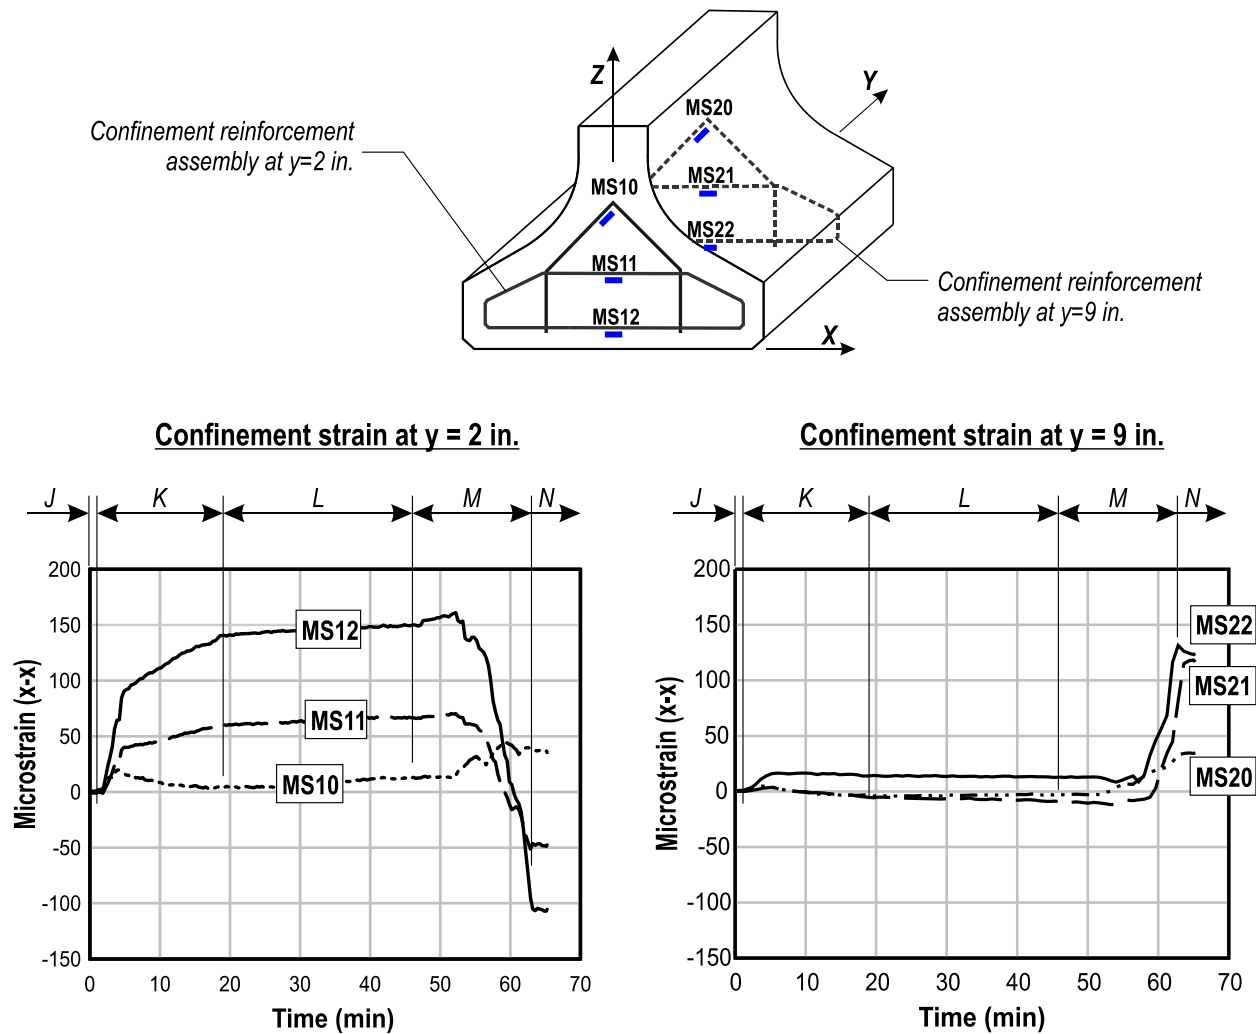 Z
Y
MS20
Confinement reinforcement
assembly at y=2 in.
MS21
MS10
MS22
MS11
Confinement reinforcement
assembly at y=9 in.
MS12
X
Confinement strain at y = 2 in.
J K L M N
200
150
100
50
0
-50
-100
-150
MS12
MS11
MS10
Microstrain (x-x)
0 10 20 30 40 50 60 70
Time (min)
Confinement strain at y = 9 in.
J K L M N
200
150
100
50
0
-50
-100
-150
MS22
MS21
MS20
Microstrain (x-x)
0 10 20 30 40 50 60 70
Time (min)